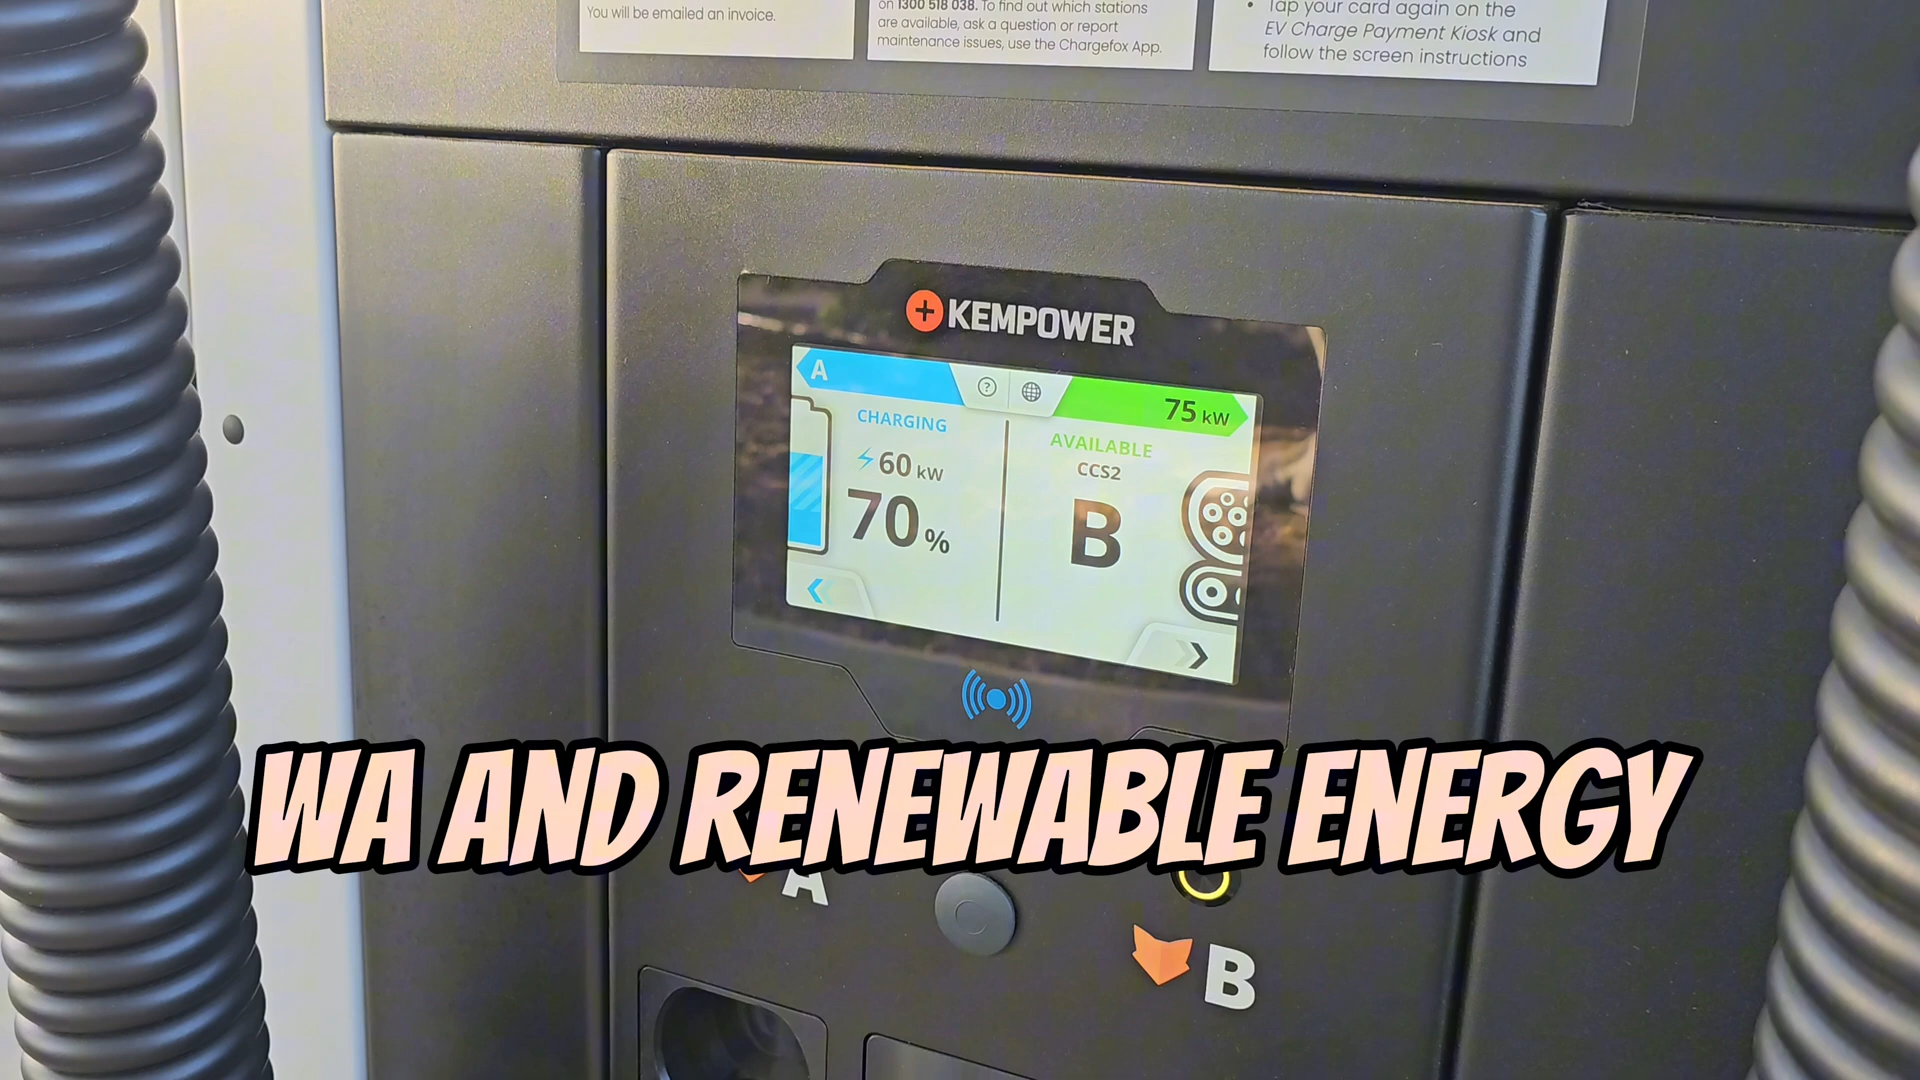 You will be emailed an invoice.
on 1300 518 038. To find out which stations
are available, ask a question or report
maintenance issues, use the Chargefox App.
• Tap your card again on the
EV Charge Payment Kiosk and
follow the screen instructions
KEMPOWER
A
?
75 kW
CHARGING
60 kW
70 %
AVAILABLE
CCS2
B
WA AND RENEWABLE ENERGY
A
B